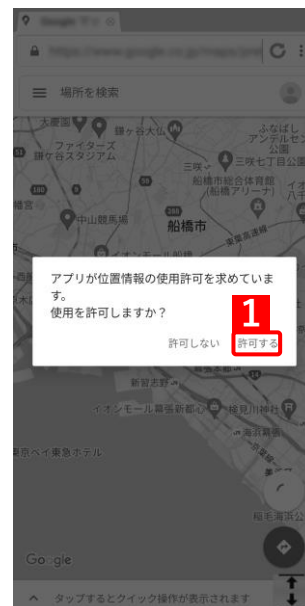 場所を検索
大慶園
鎌ヶ谷大仏
ふなばし
アンデルセン
公園
ファイターズ
鎌ケ谷スタジアム
三咲
三咲七丁目公園
船橋市総合体育館
(船橋アリーナ)
中山競馬場
船橋市
東葉高速線
アプリが位置情報の使用許可を求めていま
す。
使用を許可しますか?
1
許可しない
許可する
新習志野
イオンモール幕張新都心
検見川神社
海浜幕張
東京ベイ東急ホテル
稲毛海浜公
Google
タップするとクイック操作が表示されます